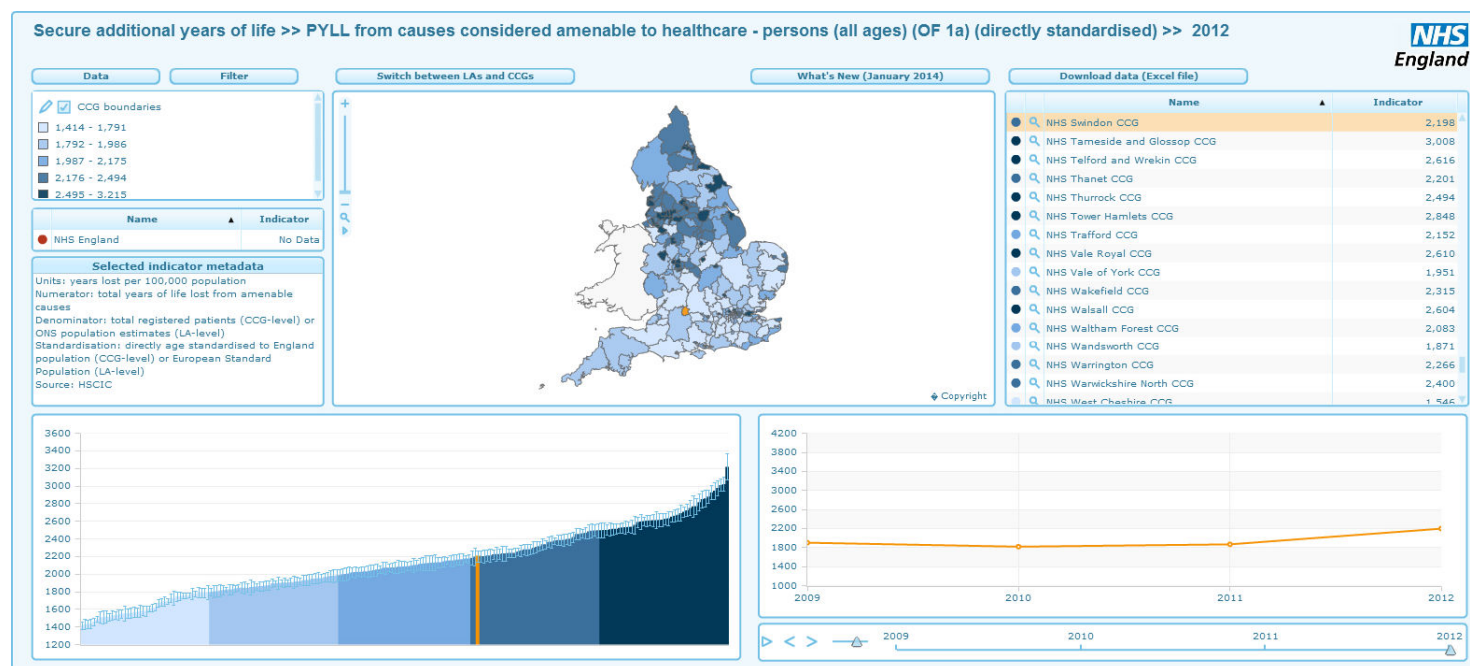 Secure additional years of life >> PYLL from causes considered amenable to healthcare - persons (all ages) (OF 1a) (directly standardised) >> 2012
NHS
England
Data
Filter
Switch between LAs and CCGs
What's New (January 2014)
Download data (Excel file)
CCG boundaries
1,414 - 1,791
1,792 - 1,986
1,987 - 2,175
2,176 - 2,494
2,495 - 3,215
Name ▲ Indicator
NHS England No Data
Selected indicator metadata
Units: years lost per 100,000 population
Numerator: total years of life lost from amenable
causes
Denominator: total registered patients (CCG-level) or
ONS population estimates (LA-level)
Standardisation: directly age standardised to England
population (CCG-level) or European Standard
Population (LA-level)
Source: HSCIC
Copyright
Name ▲ Indicator
NHS Swindon CCG 2,198
NHS Tameside and Glossop CCG 3,008
NHS Telford and Wrekin CCG 2,616
NHS Thanet CCG 2,201
NHS Thurrock CCG 2,494
NHS Tower Hamlets CCG 2,848
NHS Trafford CCG 2,152
NHS Vale Royal CCG 2,610
NHS Vale of York CCG 1,951
NHS Wakefield CCG 2,315
NHS Walsall CCG 2,604
NHS Waltham Forest CCG 2,083
NHS Wandsworth CCG 1,871
NHS Warrington CCG 2,266
NHS Warwickshire North CCG 2,400
NHS West Cheshire CCG 1,546
3600
3400
3200
3000
2800
2600
2400
2200
2000
1800
1600
1400
1200
4200
3800
3400
3000
2600
2200
1800
1400
1000
2009 2010 2011 2012
2009 2010 2011 2012